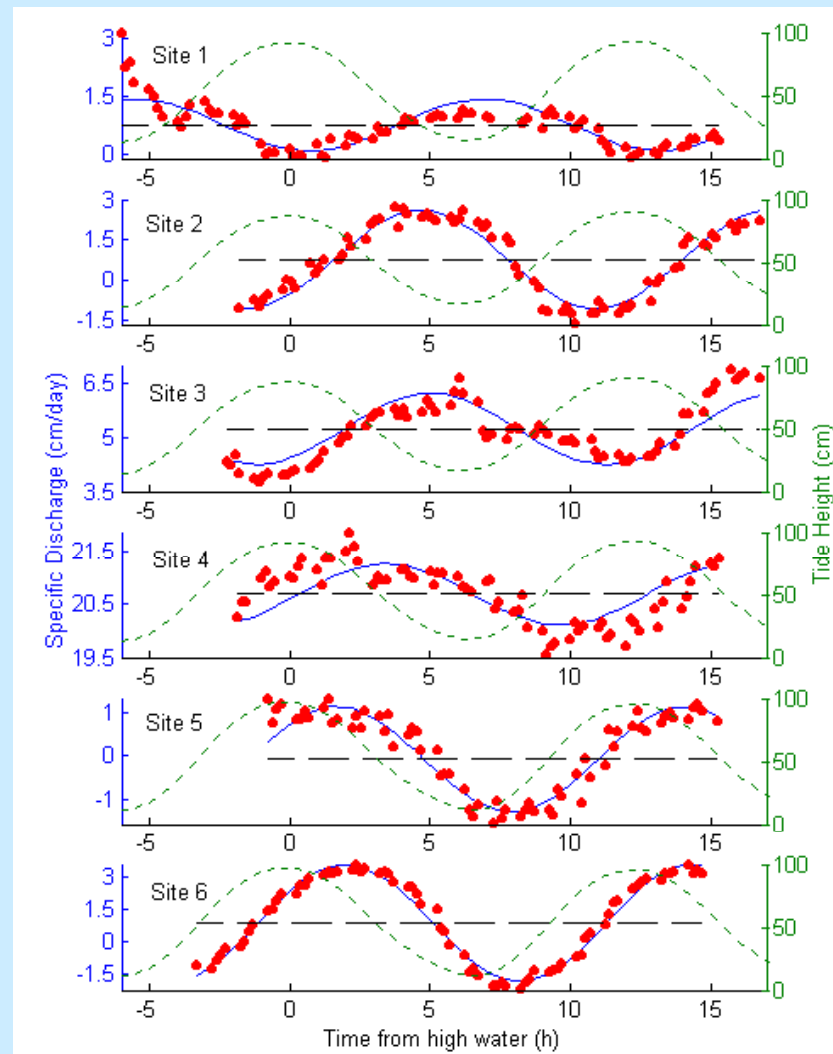 Site 1
3
1.5
0
100
50
0
-5 0 5 10 15
Site 2
3
1.5
0
-1.5
100
50
0
-5 0 5 10 15
Site 3
6.5
5
3.5
100
50
0
-5 0 5 10 15
Site 4
21.5
20.5
19.5
100
50
0
-5 0 5 10 15
Site 5
1
0
-1
100
50
0
-5 0 5 10 15
Site 6
3
1.5
0
-1.5
100
50
0
-5 0 5 10 15
Specific Discharge (cm/day)
Tide Height (cm)
Time from high water (h)